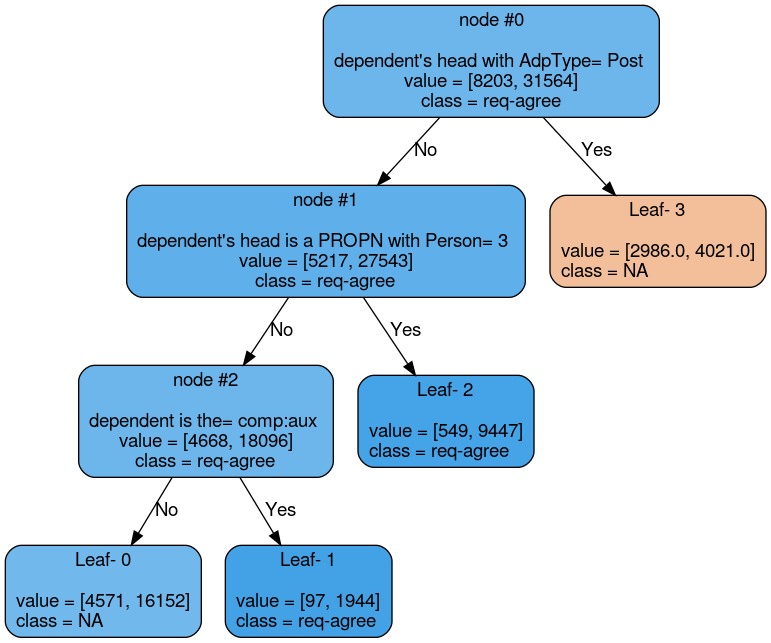 node #0
dependent's head with AdpType= Post
value = [8203, 31564]
class = req-agree
No
Yes
node #1
dependent's head is a PROPN with Person= 3
value = [5217, 27543]
class = req-agree
Leaf- 3
value = [2986.0, 4021.0]
class = NA
No
Yes
node #2
dependent is the= comp:aux
value = [4668, 18096]
class = req-agree
Leaf- 2
value = [549, 9447]
class = req-agree
No
Yes
Leaf- 0
value = [4571, 16152]
class = NA
Leaf- 1
value = [97, 1944]
class = req-agree